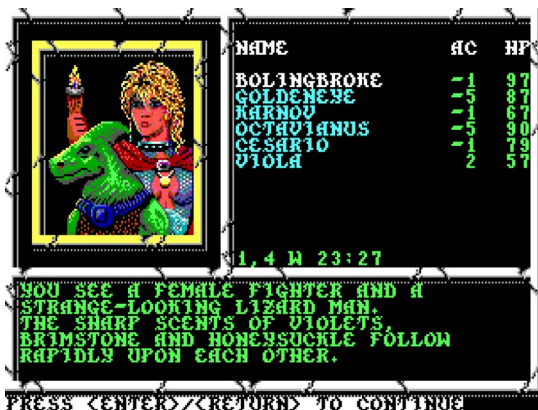 NAME AC HP
BOLINGBROKE -1 97
GOLDENEYE -5 87
KARNOV -1 67
OCTAVIANUS -5 90
CESARIO -1 79
VIOLA 2 57
1,4 W 23:27
YOU SEE A FEMALE FIGHTER AND A
STRANGE-LOOKING LIZARD MAN.
THE SHARP SCENTS OF VIOLETS,
BRIMSTONE AND HONEYSUCKLE FOLLOW
RAPIDLY UPON EACH OTHER.
PRESS <ENTER>/<RETURN> TO CONTINUE